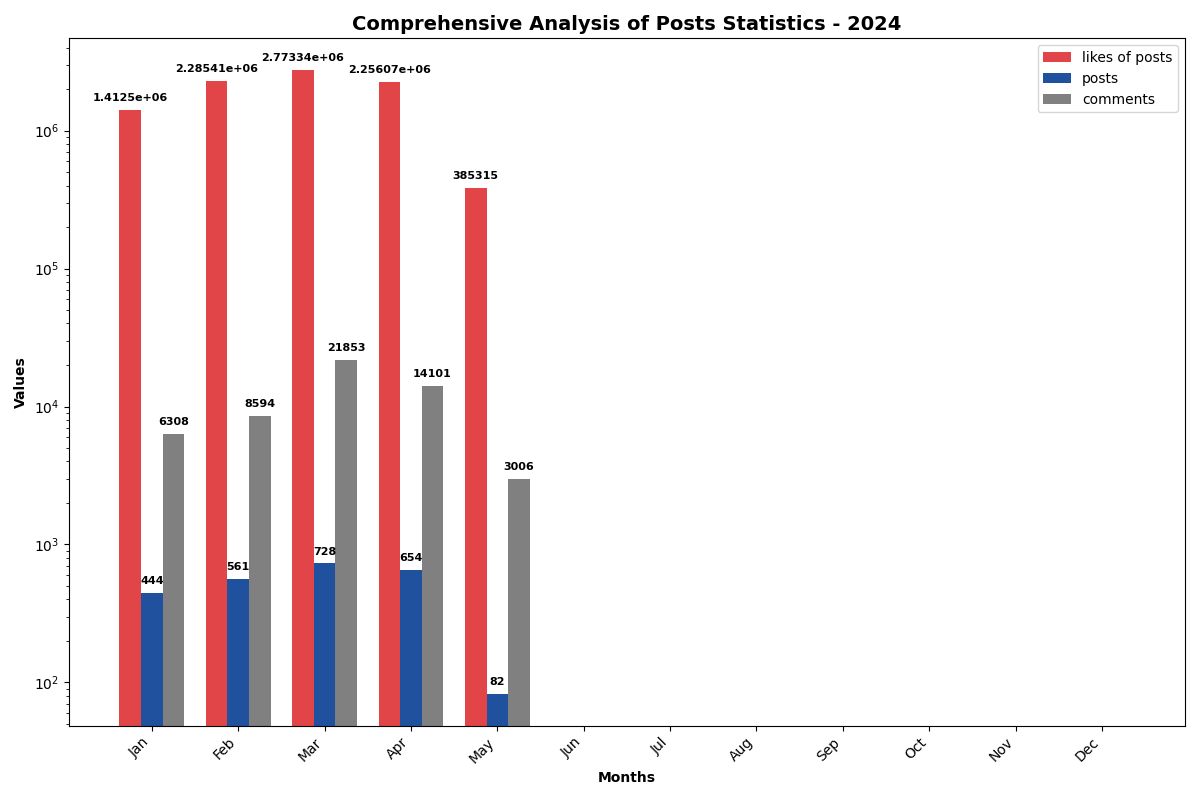 Comprehensive Analysis of Posts Statistics - 2024
likes of posts
posts
comments
2.77334e+06
2.28541e+06
2.25607e+06
1.4125e+06
385315
21853
14101
8594
6308
3006
728
654
561
444
82
10^6
10^5
10^4
10^3
10^2
Values
Jan
Feb
Mar
Apr
May
Jun
Jul
Aug
Sep
Oct
Nov
Dec
Months